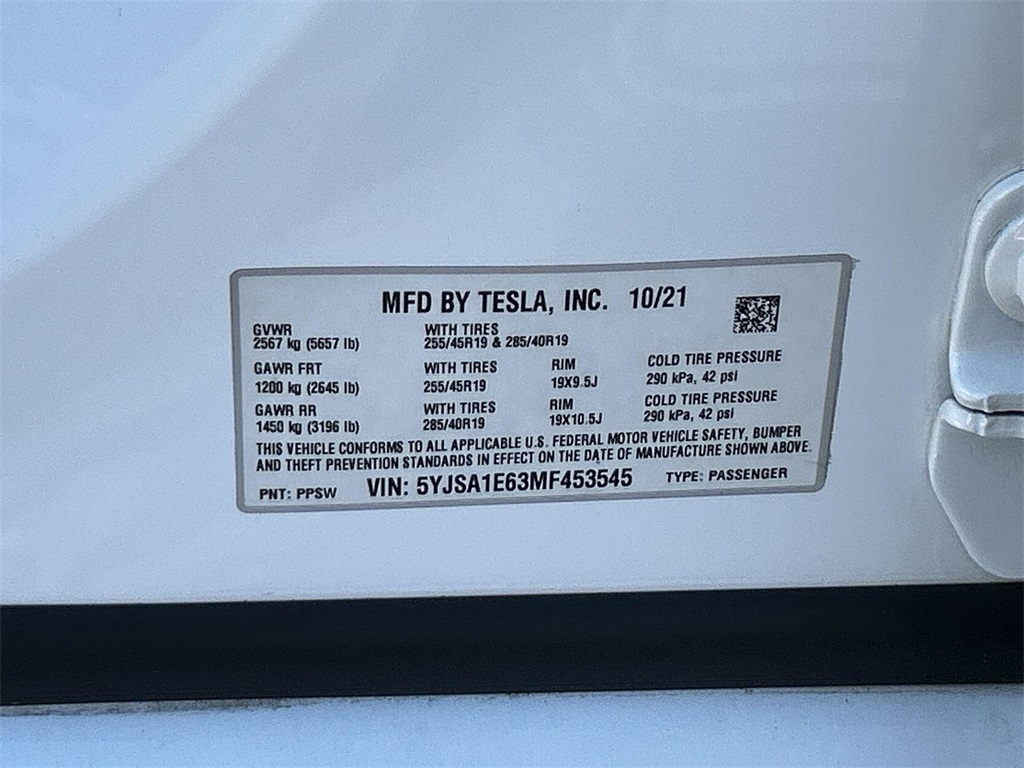 MFD BY TESLA, INC. 10/21
GVWR WITH TIRES
2567 kg (5657 lb) 255/45R19 & 285/40R19
GAWR FRT WITH TIRES RIM COLD TIRE PRESSURE
1200 kg (2645 lb) 255/45R19 19X9.5J 290 kPa, 42 psi
GAWR RR WITH TIRES RIM COLD TIRE PRESSURE
1450 kg (3196 lb) 285/40R19 19X10.5J 290 kPa, 42 psi
THIS VEHICLE CONFORMS TO ALL APPLICABLE U.S. FEDERAL MOTOR VEHICLE SAFETY, BUMPER
AND THEFT PREVENTION STANDARDS IN EFFECT ON THE DATE OF MANUFACTURE SHOWN ABOVE.
PNT: PPSW VIN: 5YJSA1E63MF453545 TYPE: PASSENGER